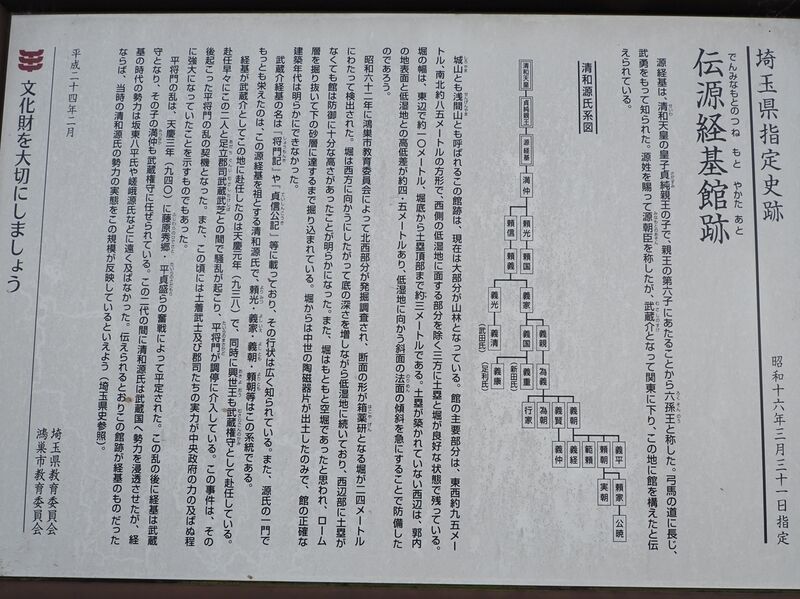 埼玉県指定史跡
でんみなもとのつねもとやかたあと
伝源経基館跡
昭和十六年三月三十一日指定
源経基は、清和天皇の皇子貞純親王の子で、親王の第六子にあたることから六孫王と称した。弓馬の道に長じ、
武勇をもって知られた。源姓を賜って源朝臣を称したが、武蔵介となって関東に下り、この地に館を構えたと伝
えられている。
清和源氏系図
清和天皇
貞純親王
源経基
満仲
頼光
頼国
頼信
頼義
義家
義国
義光
義清
(武田氏)
義親
為義
義重
(新田氏)
義康
(足利氏)
義朝
為朝
義賢
行家
義仲
義平
頼朝
範頼
義経
頼家
実朝
公暁
城山とも浅間山とも呼ばれるこの館跡は、現在は大部分が山林となっている。館の主要部分は、東西約九五メー
トル、南北約八五メートルの方形で、西側の低湿地に面する部分を除く三方に土塁と堀が良好な状態で残っている。
堀の幅は、東辺で約一〇メートル、堀底から土塁頂部まで約三メートルである。土塁が築かれていない西辺は、郭内
の地表面と低湿地との高低差が約四・五メートルあり、低湿地に向かう斜面の法面の傾斜を急にすることで防備した
のであろう。
昭和六十二年に鴻巣市教育委員会によって北西部分が発掘調査され、断面の形が箱薬研となる堀が二四メートル
にわたって検出された。堀は西方に向かうにしたがって底の深さを増しながら低湿地に続いており、西辺部に土塁が
なくても館は防御に十分な高さがあったことが明らかになった。また、堀はもともと空堀であったと思われ、ローム
層を掘り抜いて下の砂層に達するまで掘り込まれている。堀からは中世の陶磁器片が出土したのみで、館の正確な
建築年代は明らかにできなかった。
武蔵介経基の名は『将門記』や『貞信公記』等に載っており、その行状は広く知られている。また、源氏の一門で
もっとも栄えたのは、この源経基を祖とする清和源氏で、頼光・義家・義朝・頼朝等はこの系統である。
経基が武蔵介としてこの地に赴任したのは天慶元年(九三八)で、同時に興世王も武蔵権守として赴任している。
赴任早々にこの二人と足立郡司武蔵武芝との間で騒乱が起こり、平将門が調停に介入している。この事件は、その
後起こった平将門の乱の契機となった。また、この頃には土着武士及び郡司たちの実力が中央政府の力の及ばぬ程
に強大になっていたことを示すものでもあった。
平将門の乱は、天慶三年(九四〇)に藤原秀郷・平貞盛らの奮戦によって平定された。この乱の後に経基は武蔵
守となり、その子の満仲も武蔵権守に任ぜられている。この二代の間に清和源氏は武蔵国へ勢力を浸透させたが、経
基の時代の勢力は坂東八平氏や嵯峨源氏などに遠く及ばなかった。伝えられるとおりこの館跡が経基のものだった
ならば、当時の清和源氏の勢力の実態をこの規模が反映しているといえよう(埼玉県史参照)。
平成二十四年二月
埼玉県教育委員会
鴻巣市教育委員会
文化財を大切にしましょう